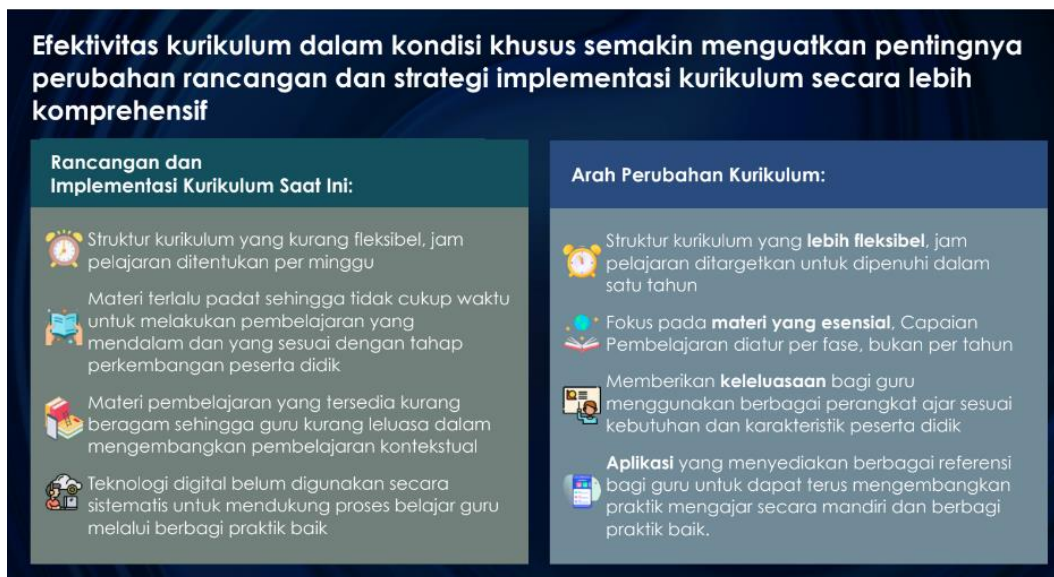 Efektivitas kurikulum dalam kondisi khusus semakin menguatkan pentingnya
perubahan rancangan dan strategi implementasi kurikulum secara lebih
komprehensif
Rancangan dan
Implementasi Kurikulum Saat Ini:
Struktur kurikulum yang kurang fleksibel, jam
pelajaran ditentukan per minggu
Materi terlalu padat sehingga tidak cukup waktu
untuk melakukan pembelajaran yang
mendalam dan yang sesuai dengan tahap
perkembangan peserta didik
Materi pembelajaran yang tersedia kurang
beragam sehingga guru kurang leluasa dalam
mengembangkan pembelajaran kontekstual
Teknologi digital belum digunakan secara
sistematis untuk mendukung proses belajar guru
melalui berbagi praktik baik
Arah Perubahan Kurikulum:
Struktur kurikulum yang lebih fleksibel, jam
pelajaran ditargetkan untuk dipenuhi dalam
satu tahun
Fokus pada materi yang esensial, Capaian
Pembelajaran diatur per fase, bukan per tahun
Memberikan keleluasaan bagi guru
menggunakan berbagai perangkat ajar sesuai
kebutuhan dan karakteristik peserta didik
Aplikasi yang menyediakan berbagai referensi
bagi guru untuk dapat terus mengembangkan
praktik mengajar secara mandiri dan berbagi
praktik baik.